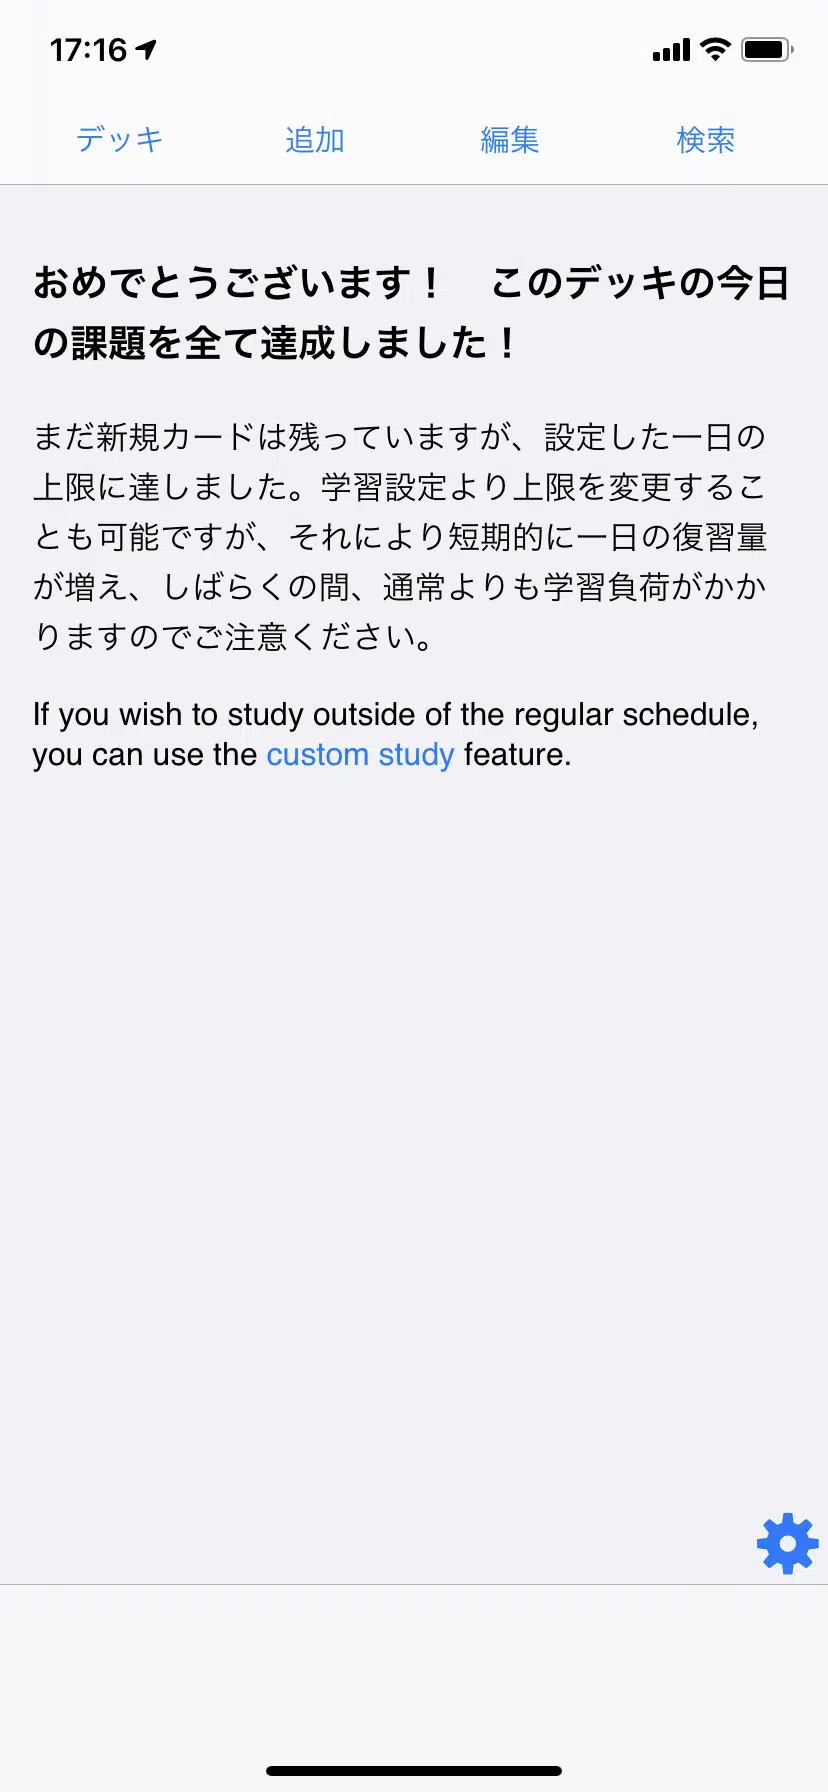 17:16
デッキ 追加 編集 検索
おめでとうございます！　このデッキの今日
の課題を全て達成しました！
まだ新規カードは残っていますが、設定した一日の
上限に達しました。学習設定より上限を変更するこ
とも可能ですが、それにより短期的に一日の復習量
が増え、しばらくの間、通常よりも学習負荷がかか
りますのでご注意ください。
If you wish to study outside of the regular schedule,
you can use the custom study feature.